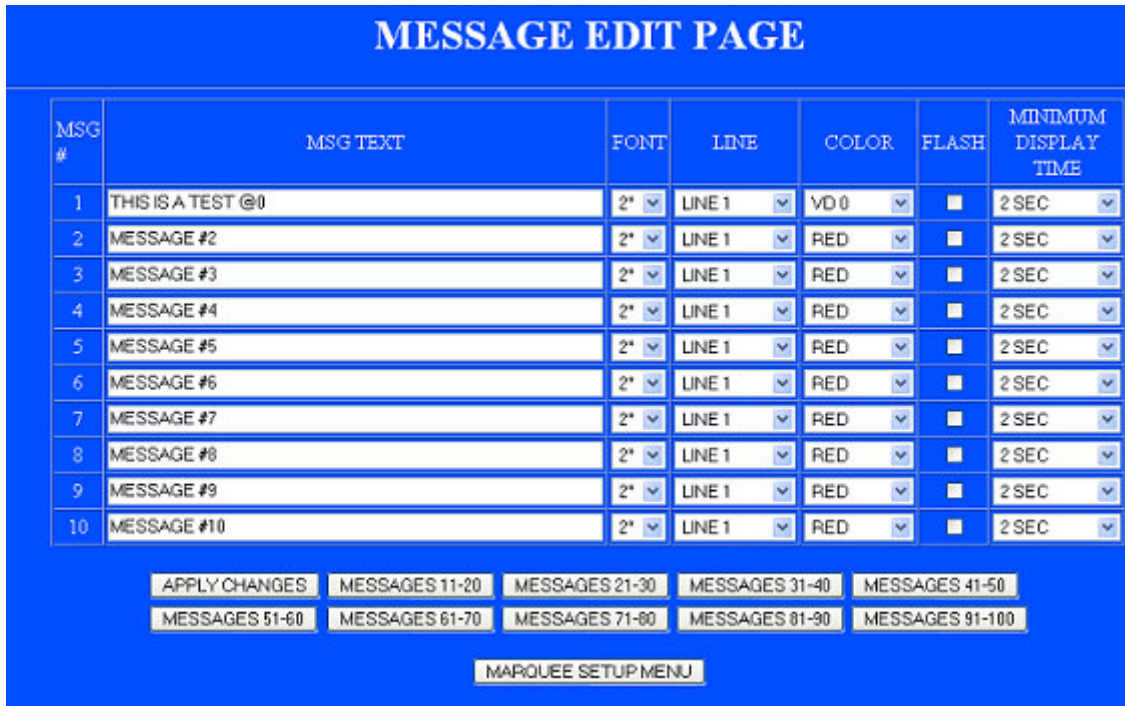 MESSAGE EDIT PAGE
MSG # MSG TEXT FONT LINE COLOR FLASH MINIMUM DISPLAY TIME
1 THIS IS A TEST @0 2" LINE 1 VD 0 2 SEC
2 MESSAGE #2 2" LINE 1 RED 2 SEC
3 MESSAGE #3 2" LINE 1 RED 2 SEC
4 MESSAGE #4 2" LINE 1 RED 2 SEC
5 MESSAGE #5 2" LINE 1 RED 2 SEC
6 MESSAGE #6 2" LINE 1 RED 2 SEC
7 MESSAGE #7 2" LINE 1 RED 2 SEC
8 MESSAGE #8 2" LINE 1 RED 2 SEC
9 MESSAGE #9 2" LINE 1 RED 2 SEC
10 MESSAGE #10 2" LINE 1 RED 2 SEC
APPLY CHANGES MESSAGES 11-20 MESSAGES 21-30 MESSAGES 31-40 MESSAGES 41-50
MESSAGES 51-60 MESSAGES 61-70 MESSAGES 71-80 MESSAGES 81-90 MESSAGES 91-100
MARQUEE SETUP MENU